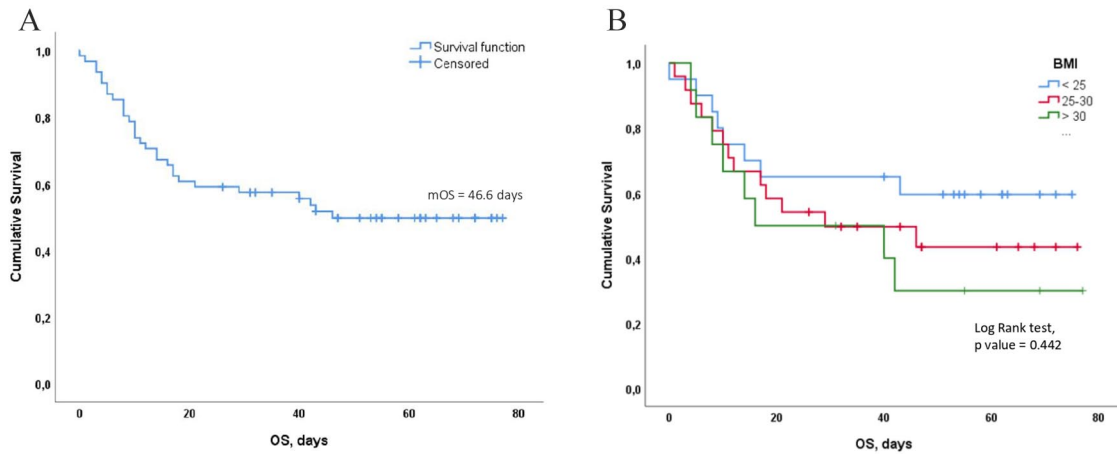 A
Survival function
Censored
1,0
0,8
0,6
0,4
0,2
0,0
mOS = 46.6 days
Cumulative Survival
0 20 40 60 80
OS, days
B
BMI
< 25
25-30
> 30
...
1,0
0,8
0,6
0,4
0,2
0,0
Cumulative Survival
Log Rank test,
p value = 0.442
0 20 40 60 80
OS, days